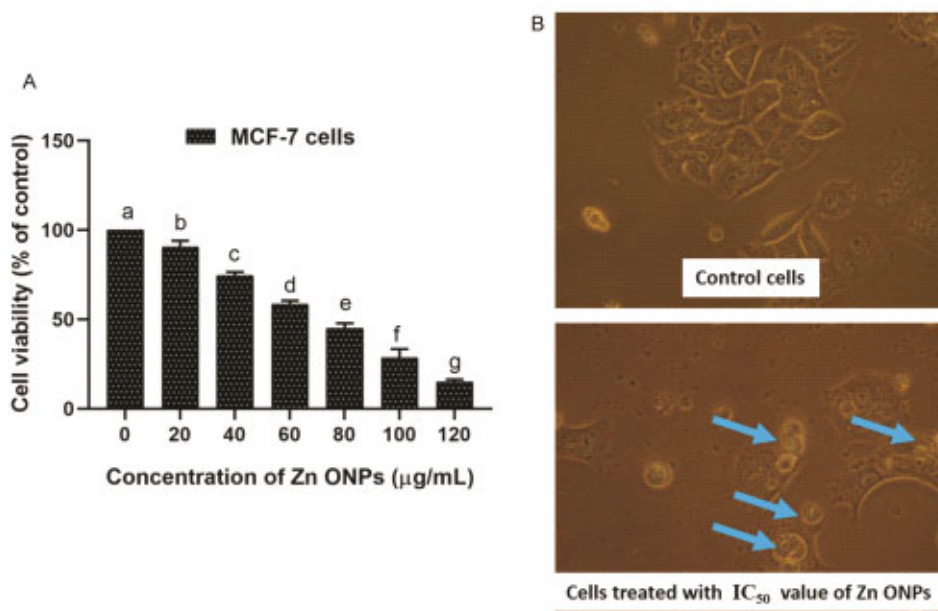 A
MCF-7 cells
Cell viability (% of control)
150
100
50
0
a
b
c
d
e
f
g
0 20 40 60 80 100 120
Concentration of Zn ONPs (μg/mL)
B
Control cells
Cells treated with IC₅₀ value of Zn ONPs